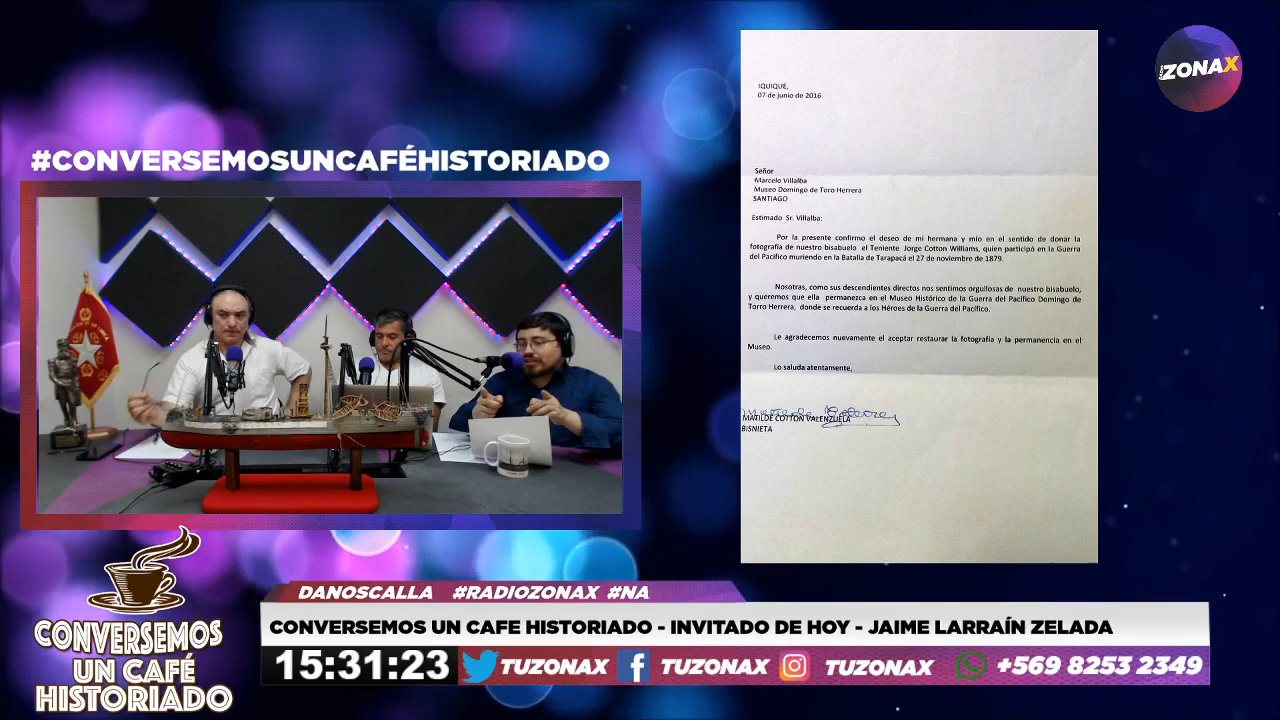 #CONVERSEMOSUNCAFÉHISTORIADO
ZONAX
IQUIQUE,
07 de junio de 2016
Señor
Marcelo Villalba
Museo Domingo de Toro Herrera
SANTIAGO
Estimado Sr. Villalba:
Por la presente confirmo el deseo de mi hermana y mío en el sentido de donar la
fotografía de nuestro bisabuelo el Teniente Jorge Cotton Williams, quien participó en la Guerra
del Pacífico muriendo en la Batalla de Tarapacá el 27 de noviembre de 1879.
Nosotras, como sus descendientes directos nos sentimos orgullosas de nuestro bisabuelo,
y queremos que ella permanezca en el Museo Histórico de la Guerra del Pacífico Domingo de
Torro Herrera, donde se recuerda a los Héroes de la Guerra del Pacífico.
Le agradecemos nuevamente el aceptar restaurar la fotografía y la permanencia en el
Museo.
Lo saluda atentamente,
MATILDE COTTON VALENZUELA
BISNIETA
CONVERSEMOS
UN CAFÉ
HISTORIADO
DANOSCALLA #RADIOZONAX #NA
CONVERSEMOS UN CAFE HISTORIADO - INVITADO DE HOY - JAIME LARRAÍN ZELADA
15:31:23 TUZONAX TUZONAX TUZONAX +569 8253 2349